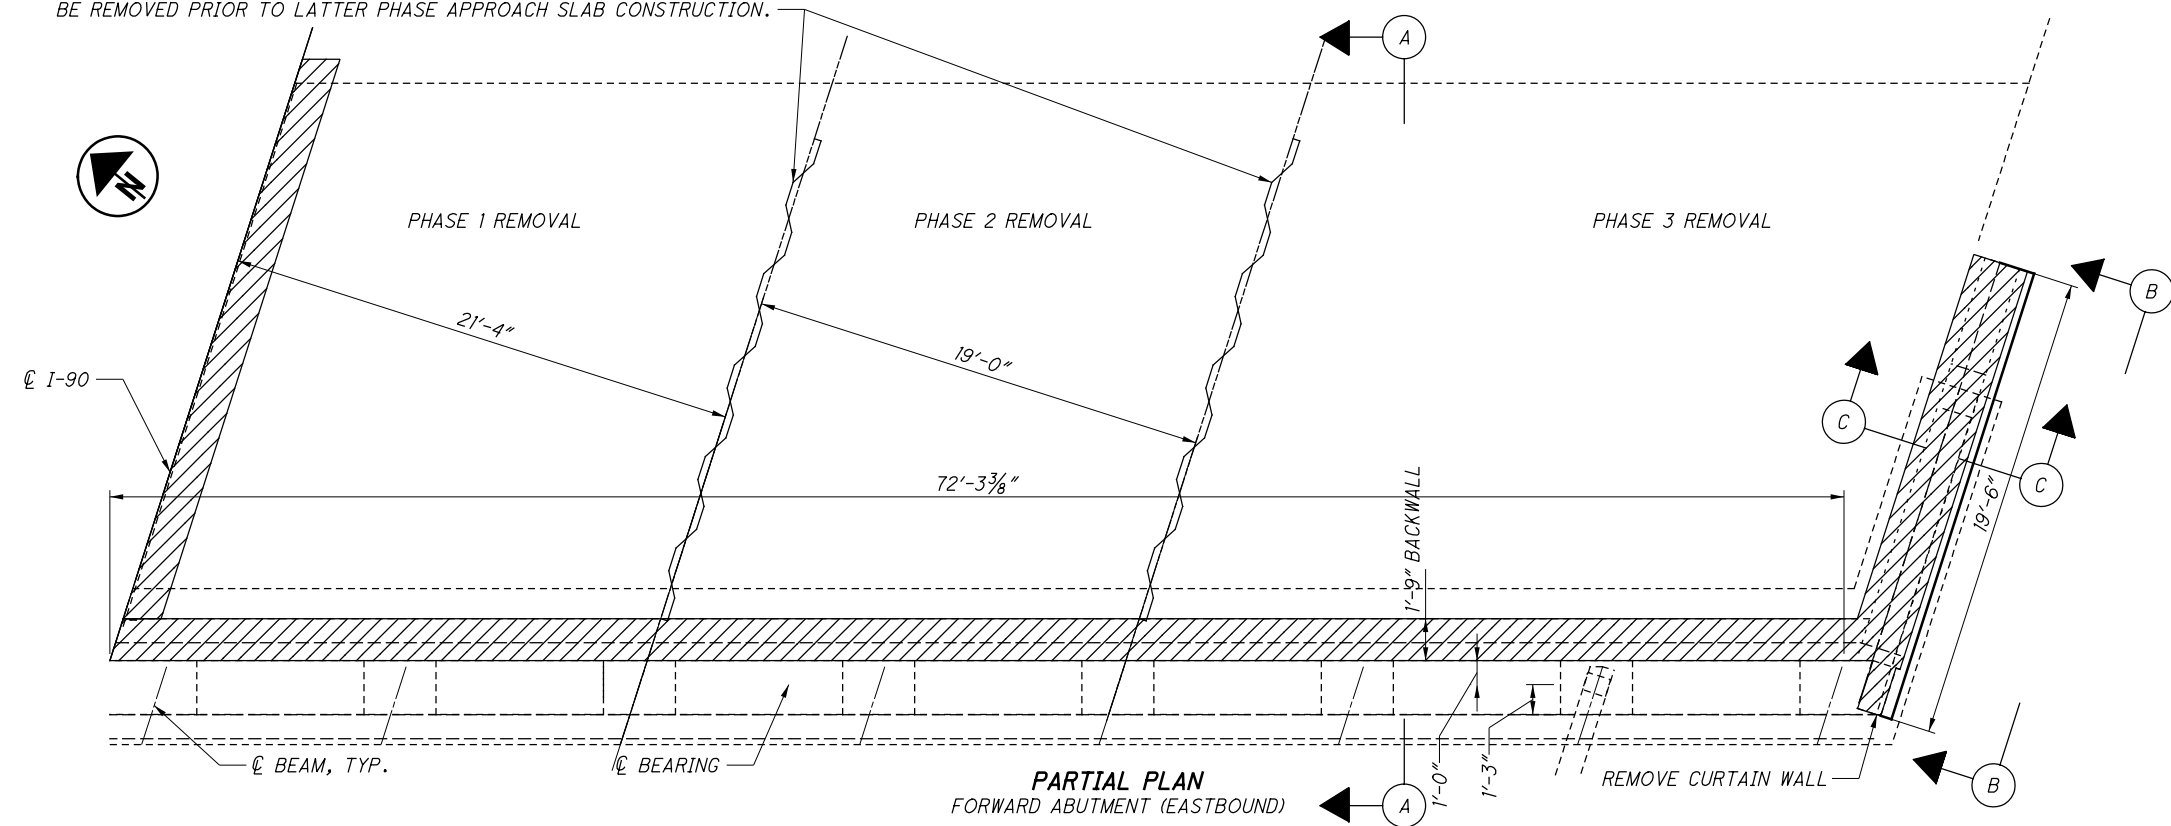 BE REMOVED PRIOR TO LATTER PHASE APPROACH SLAB CONSTRUCTION.
A
N
PHASE 1 REMOVAL
PHASE 2 REMOVAL
PHASE 3 REMOVAL
B
21'-4"
19'-0"
℄ I-90
C
C
72'-3⅜"
1'-9" BACKWALL
19'-6"
℄ BEAM, TYP.
℄ BEARING
1'-0"
1'-3"
REMOVE CURTAIN WALL
B
PARTIAL PLAN
FORWARD ABUTMENT (EASTBOUND)
A